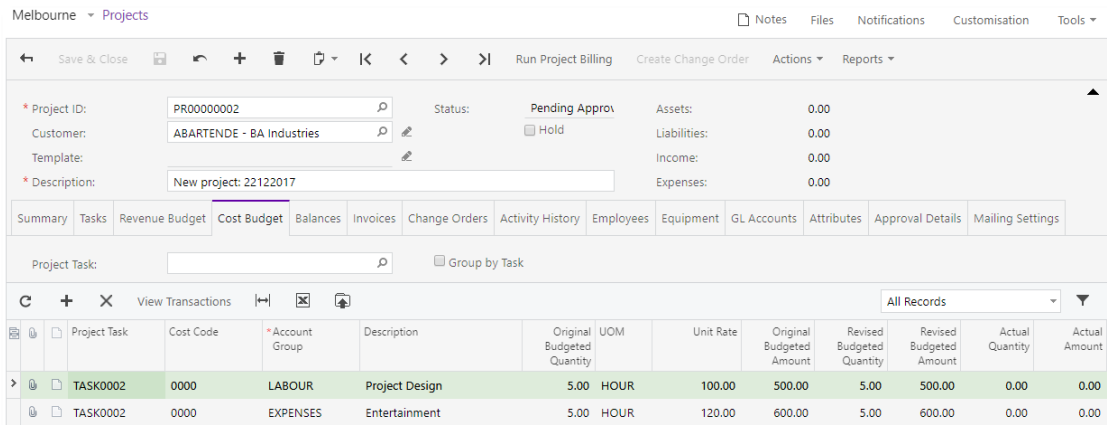 Melbourne Projects Notes Files Notifications Customisation Tools
Save & Close Run Project Billing Create Change Order Actions Reports
* Project ID: PR00000002 Status: Pending Approv Assets: 0.00
Customer: ABARTENDE - BA Industries Hold Liabilities: 0.00
Template: Income: 0.00
* Description: New project: 22122017 Expenses: 0.00
Summary Tasks Revenue Budget Cost Budget Balances Invoices Change Orders Activity History Employees Equipment GL Accounts Attributes Approval Details Mailing Settings
Project Task: Group by Task
View Transactions All Records
Project Task Cost Code * Account Group Description Original Budgeted Quantity UOM Unit Rate Original Budgeted Amount Revised Budgeted Quantity Revised Budgeted Amount Actual Quantity Actual Amount
TASK0002 0000 LABOUR Project Design 5.00 HOUR 100.00 500.00 5.00 500.00 0.00 0.00
TASK0002 0000 EXPENSES Entertainment 5.00 HOUR 120.00 600.00 5.00 600.00 0.00 0.00